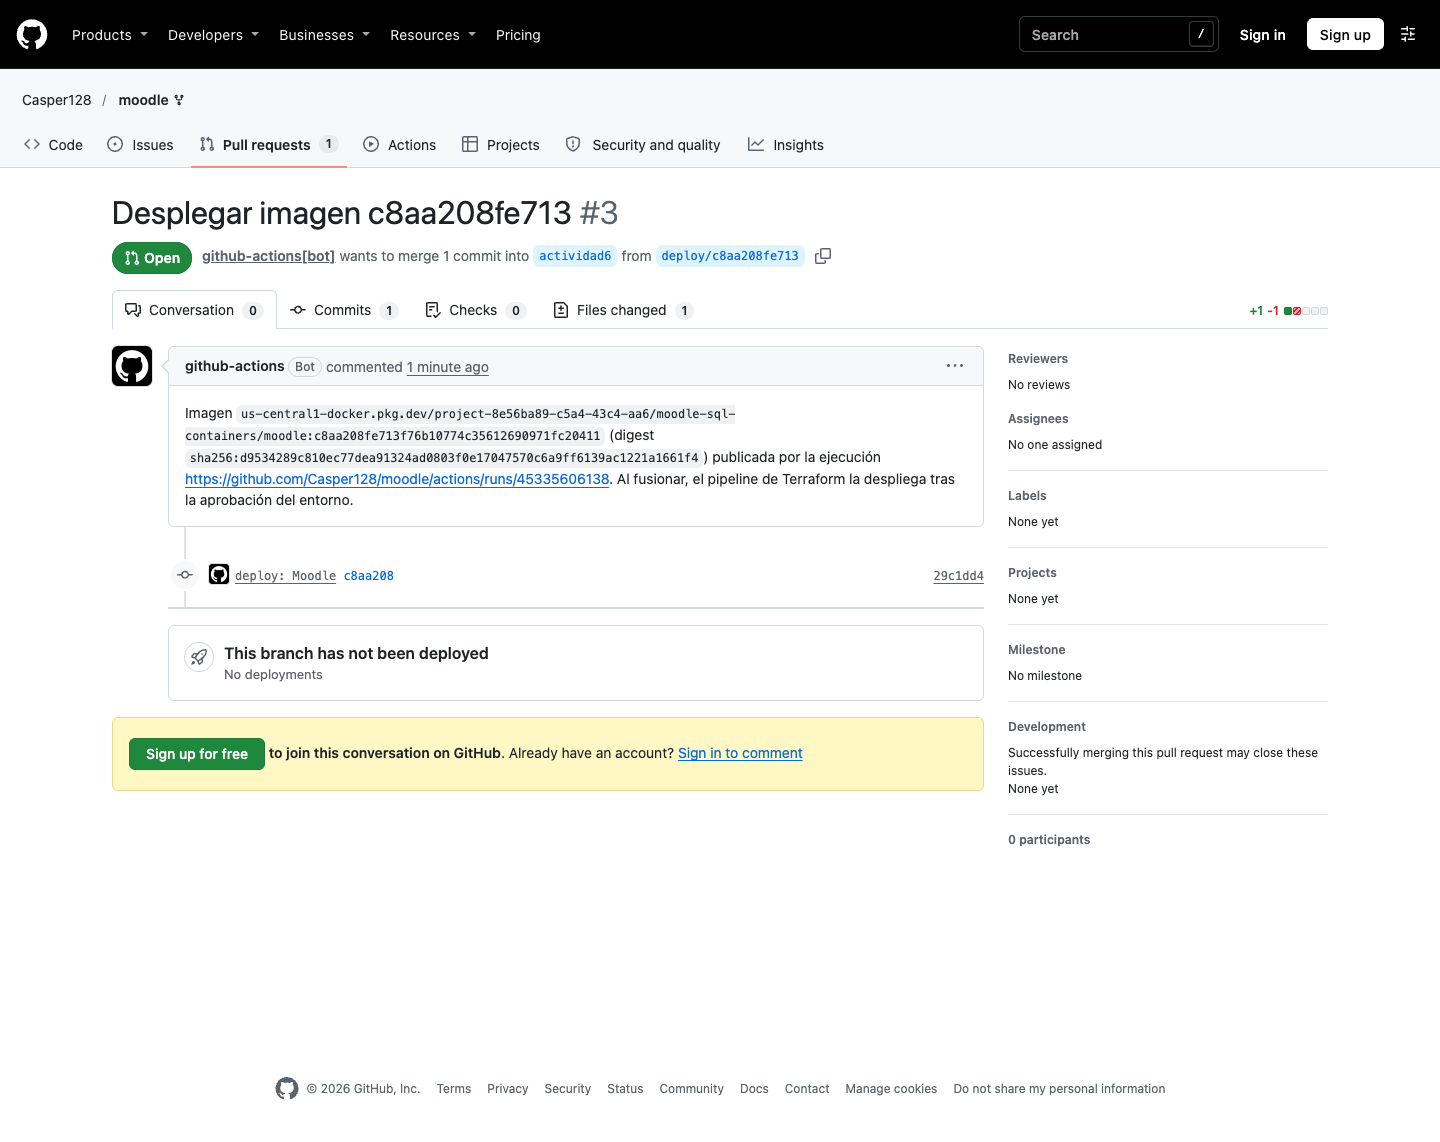 Products Developers Businesses Resources Pricing Search / Sign in Sign up
Casper128 / moodle
Code Issues Pull requests 1 Actions Projects Security and quality Insights
Desplegar imagen c8aa208fe713 #3
Open github-actions[bot] wants to merge 1 commit into actividad6 from deploy/c8aa208fe713
Conversation 0 Commits 1 Checks 0 Files changed 1 +1 -1
github-actions Bot commented 1 minute ago
Imagen us-central1-docker.pkg.dev/project-8e56ba89-c5a4-43c4-aa6/moodle-sql-
containers/moodle:c8aa208fe713f76b10774c35612690971fc20411 (digest
sha256:d9534289c810ec77dea91324ad0803f0e17047570c6a9ff6139ac1221a1661f4) publicada por la ejecución
https://github.com/Casper128/moodle/actions/runs/45335606138. Al fusionar, el pipeline de Terraform la despliega tras
la aprobación del entorno.
deploy: Moodle c8aa208 29c1dd4
This branch has not been deployed
No deployments
Sign up for free to join this conversation on GitHub. Already have an account? Sign in to comment
Reviewers
No reviews
Assignees
No one assigned
Labels
None yet
Projects
None yet
Milestone
No milestone
Development
Successfully merging this pull request may close these
issues.
None yet
0 participants
© 2026 GitHub, Inc. Terms Privacy Security Status Community Docs Contact Manage cookies Do not share my personal information